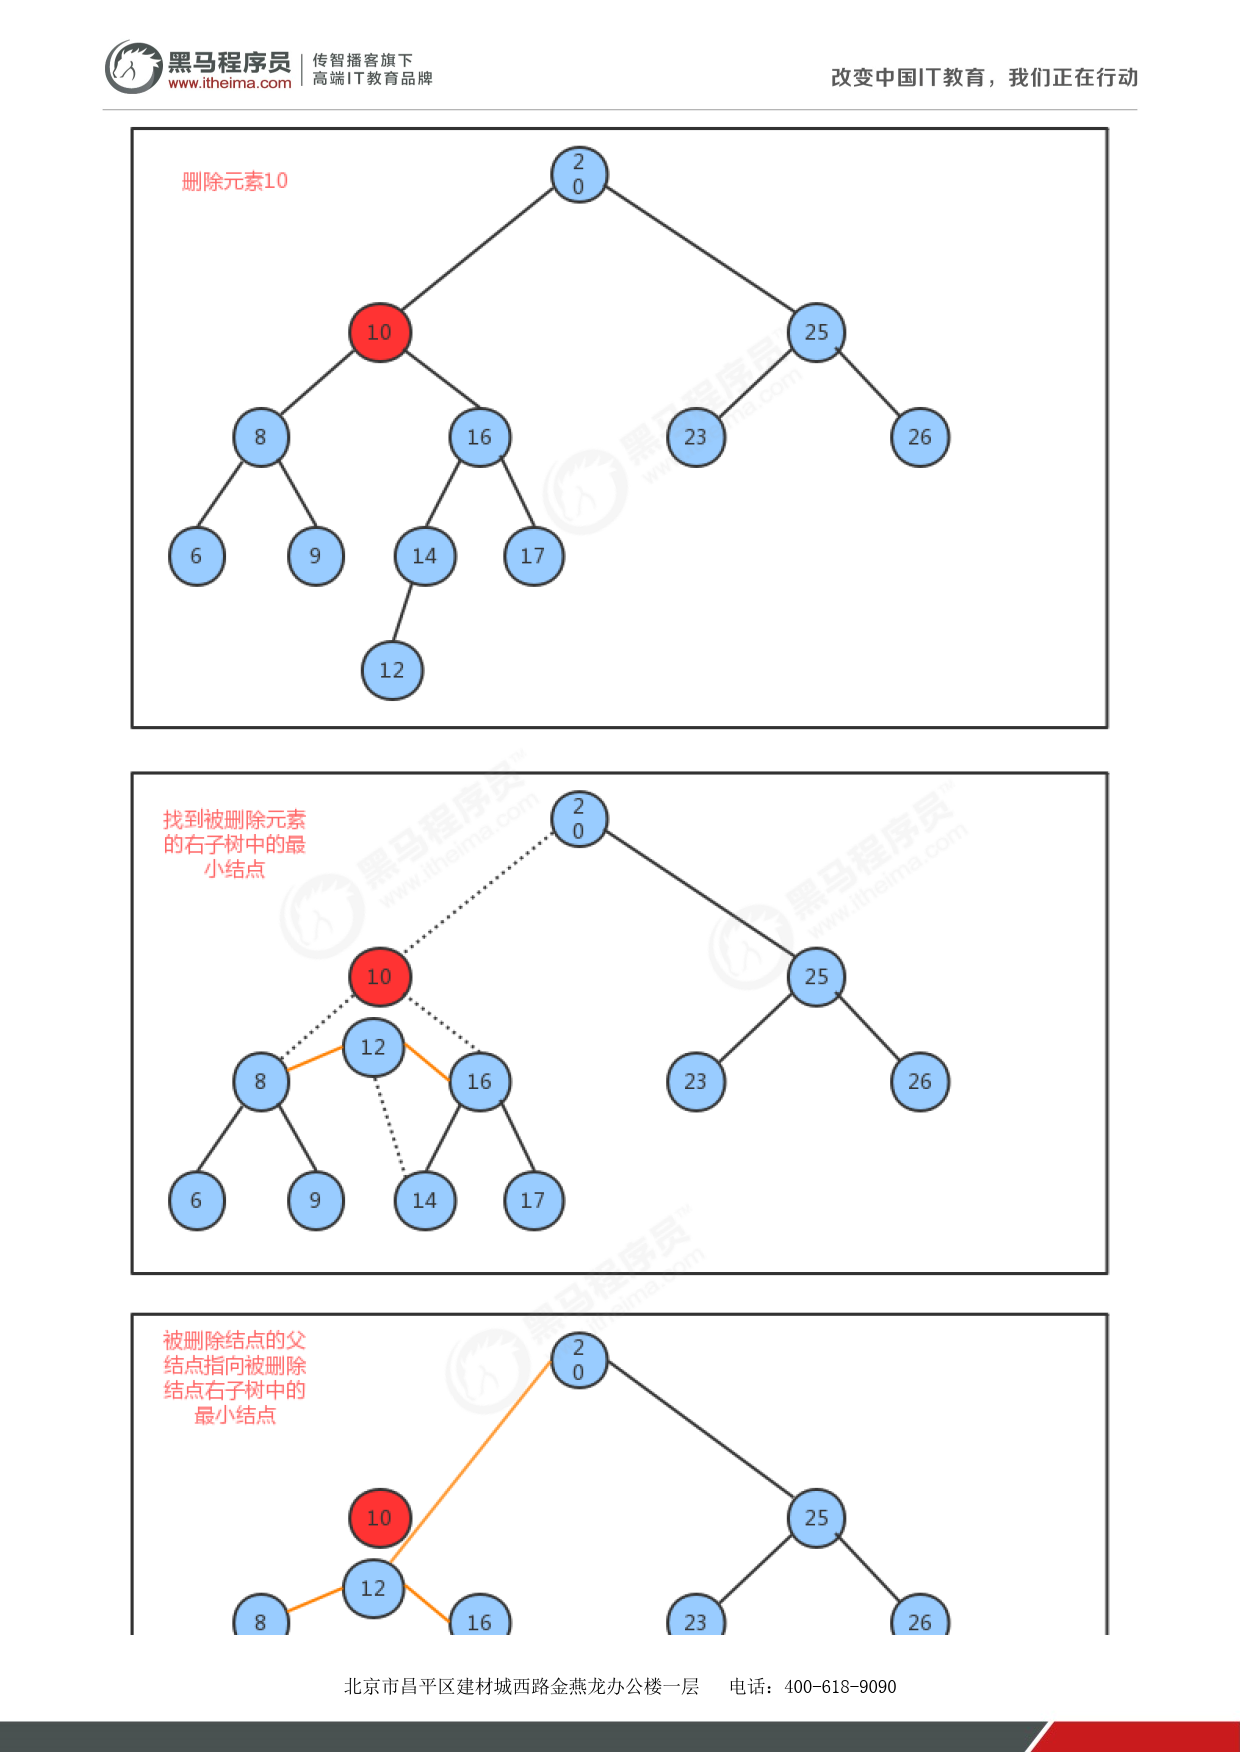 黑马程序员
www.itheima.com
传智播客旗下
高端IT教育品牌
改变中国IT教育，我们正在行动
删除元素10
2
0
10
25
8
16
23
26
6
9
14
17
12
找到被删除元素
的右子树中的最
小结点
2
0
10
25
12
8
16
23
26
6
9
14
17
被删除结点的父
结点指向被删除
结点右子树中的
最小结点
2
0
10
25
12
8
16
23
26
北京市昌平区建材城西路金燕龙办公楼一层 电话：400-618-9090